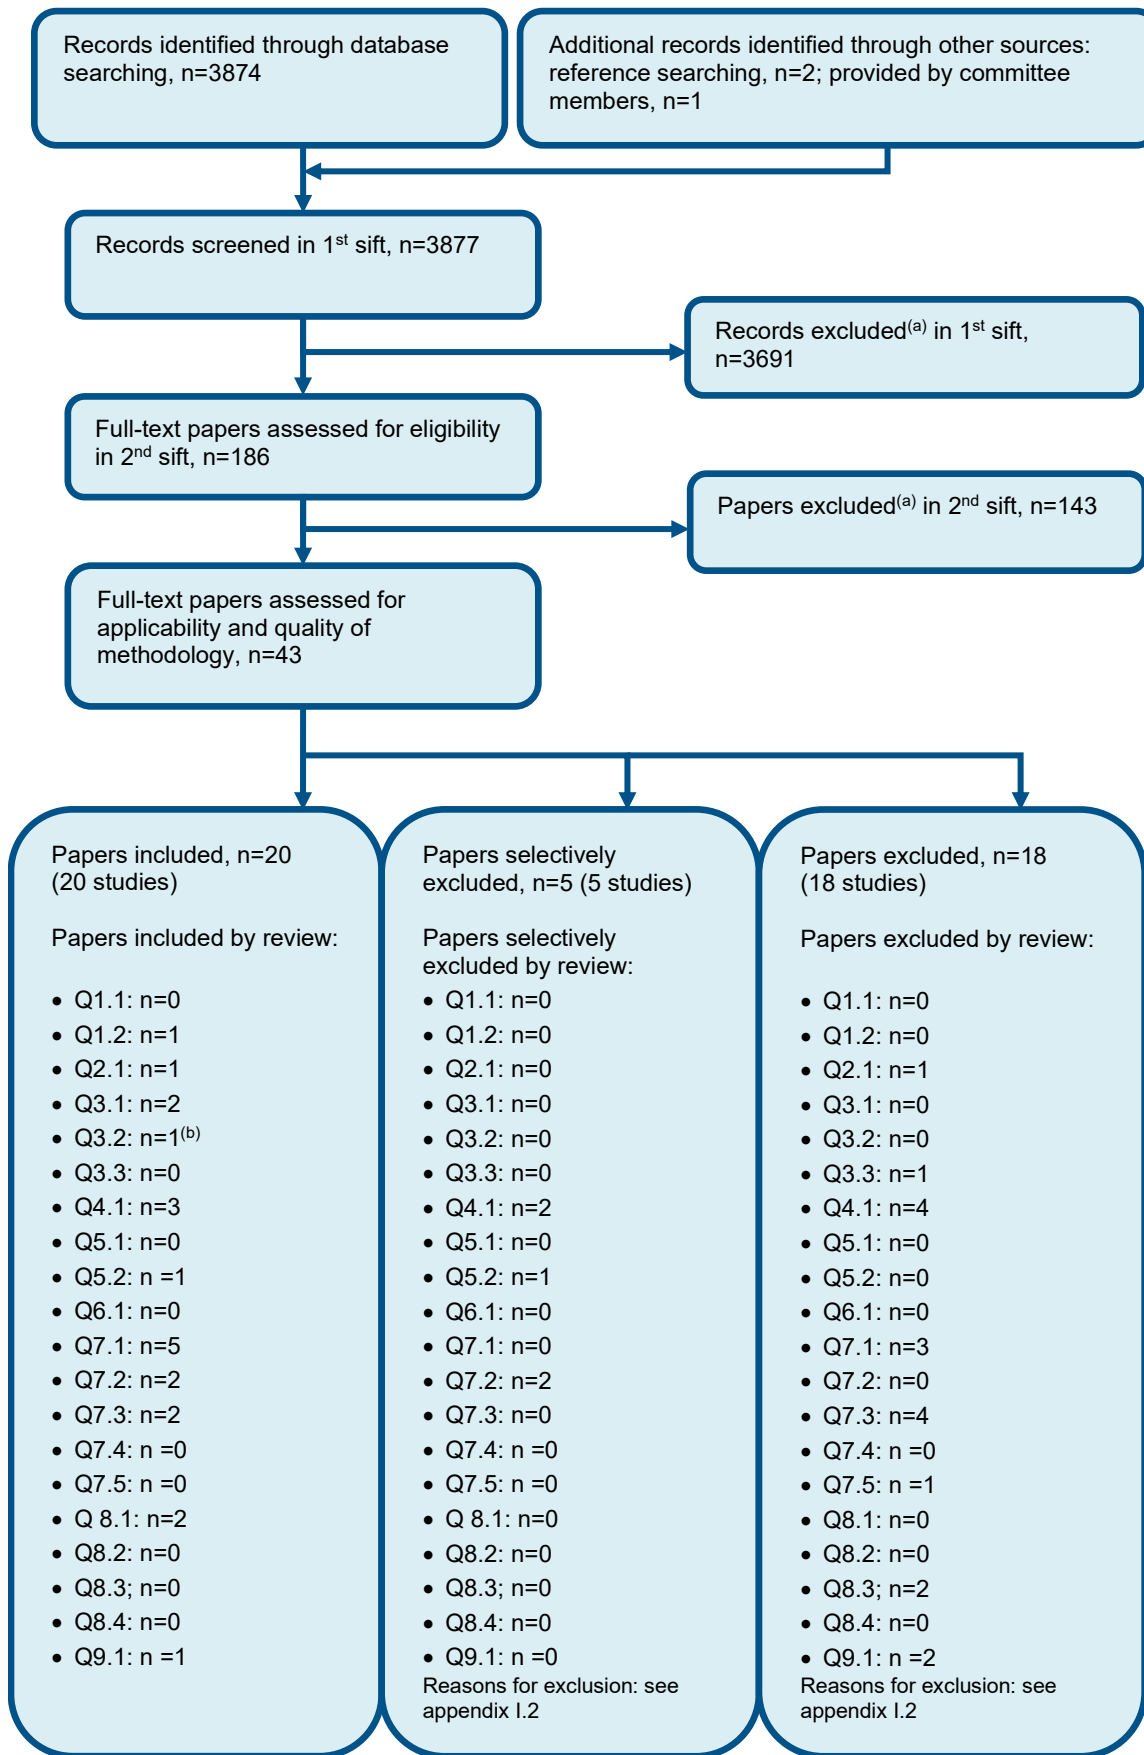 Records identified through database
searching, n=3874
Additional records identified through other sources:
reference searching, n=2; provided by committee
members, n=1
Records screened in 1st sift, n=3877
Records excluded(a) in 1st sift,
n=3691
Full-text papers assessed for eligibility
in 2nd sift, n=186
Papers excluded(a) in 2nd sift, n=143
Full-text papers assessed for
applicability and quality of
methodology, n=43
Papers included, n=20
(20 studies)
Papers included by review:
• Q1.1: n=0
• Q1.2: n=1
• Q2.1: n=1
• Q3.1: n=2
• Q3.2: n=1(b)
• Q3.3: n=0
• Q4.1: n=3
• Q5.1: n=0
• Q5.2: n =1
• Q6.1: n=0
• Q7.1: n=5
• Q7.2: n=2
• Q7.3: n=2
• Q7.4: n =0
• Q7.5: n =0
• Q 8.1: n=2
• Q8.2: n=0
• Q8.3; n=0
• Q8.4: n=0
• Q9.1: n =1
Papers selectively
excluded, n=5 (5 studies)
Papers selectively
excluded by review:
• Q1.1: n=0
• Q1.2: n=0
• Q2.1: n=0
• Q3.1: n=0
• Q3.2: n=0
• Q3.3: n=0
• Q4.1: n=2
• Q5.1: n=0
• Q5.2: n=1
• Q6.1: n=0
• Q7.1: n=0
• Q7.2: n=2
• Q7.3: n=0
• Q7.4: n =0
• Q7.5: n =0
• Q 8.1: n=0
• Q8.2: n=0
• Q8.3; n=0
• Q8.4: n=0
• Q9.1: n =0
Reasons for exclusion: see
appendix I.2
Papers excluded, n=18
(18 studies)
Papers excluded by review:
• Q1.1: n=0
• Q1.2: n=0
• Q2.1: n=1
• Q3.1: n=0
• Q3.2: n=0
• Q3.3: n=1
• Q4.1: n=4
• Q5.1: n=0
• Q5.2: n=0
• Q6.1: n=0
• Q7.1: n=3
• Q7.2: n=0
• Q7.3: n=4
• Q7.4: n =0
• Q7.5: n =1
• Q8.1: n=0
• Q8.2: n=0
• Q8.3; n=2
• Q8.4: n=0
• Q9.1: n =2
Reasons for exclusion: see
appendix I.2